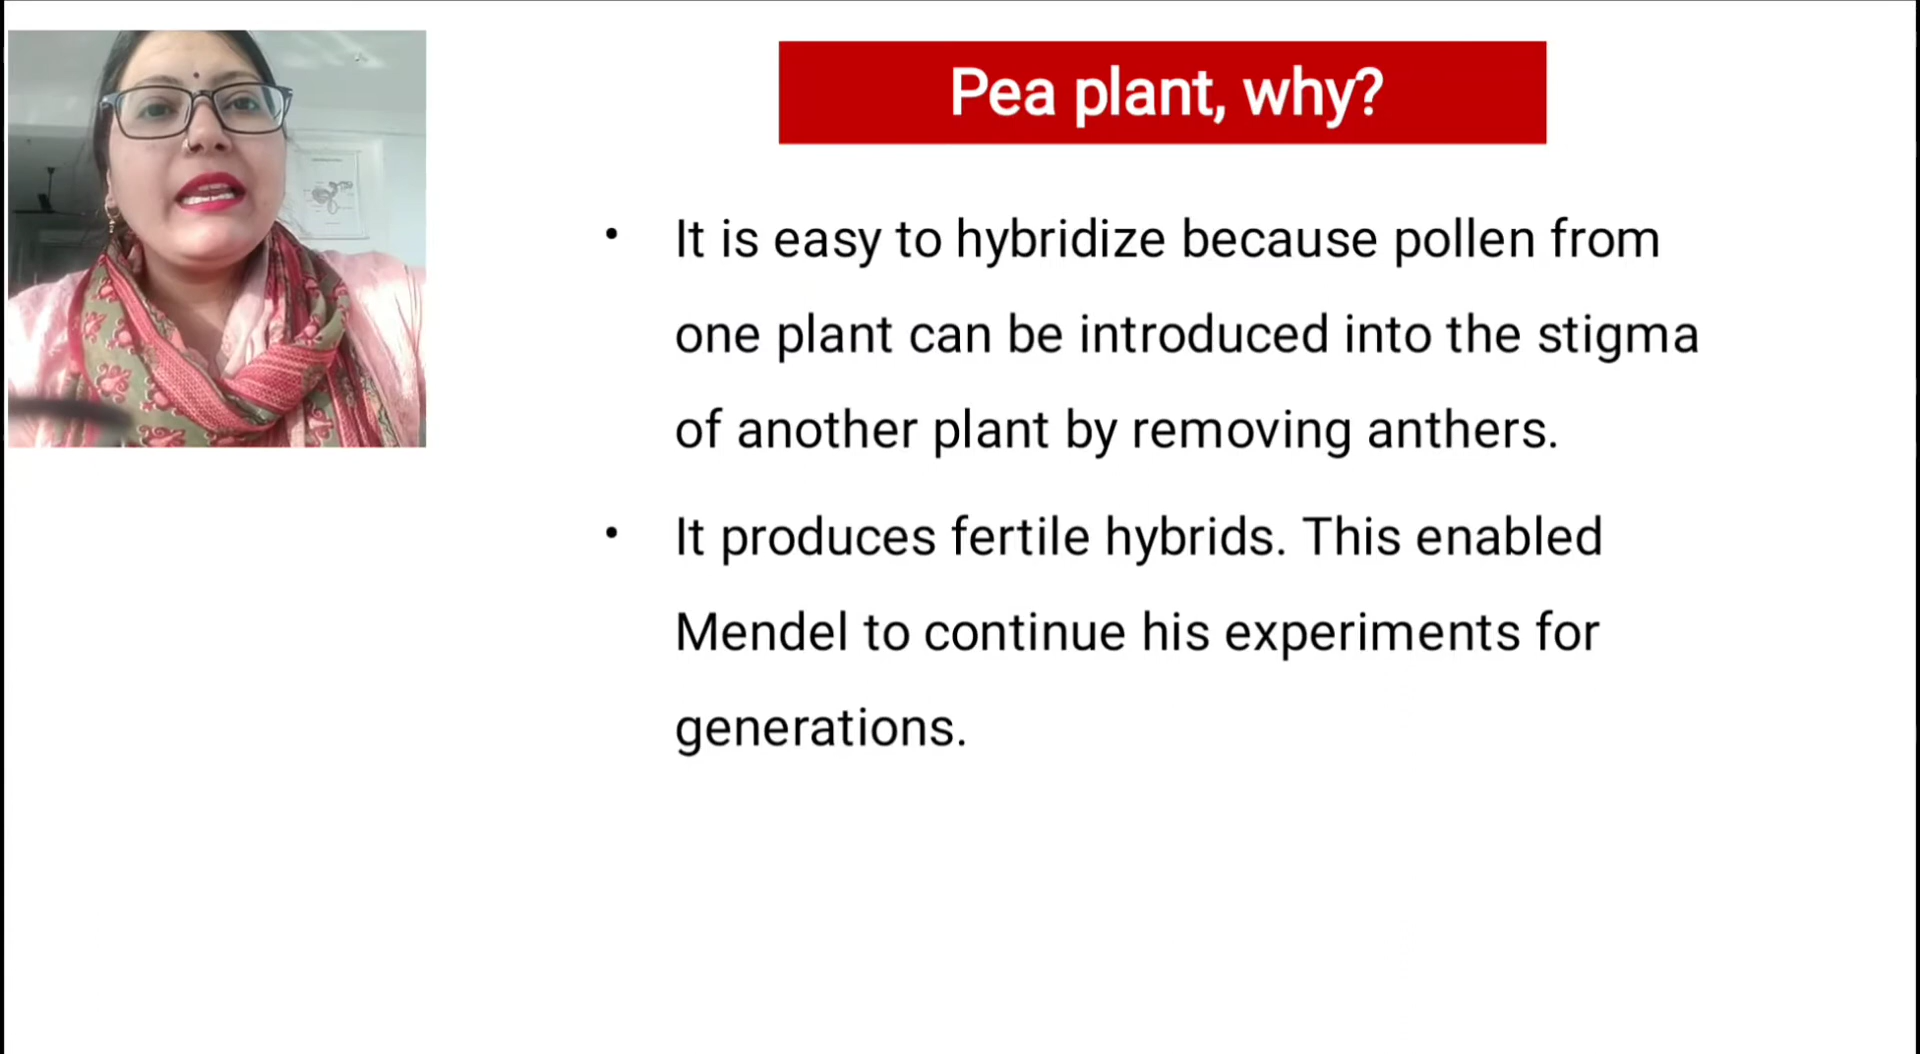 Pea plant, why?
• It is easy to hybridize because pollen from
one plant can be introduced into the stigma
of another plant by removing anthers.
• It produces fertile hybrids. This enabled
Mendel to continue his experiments for
generations.